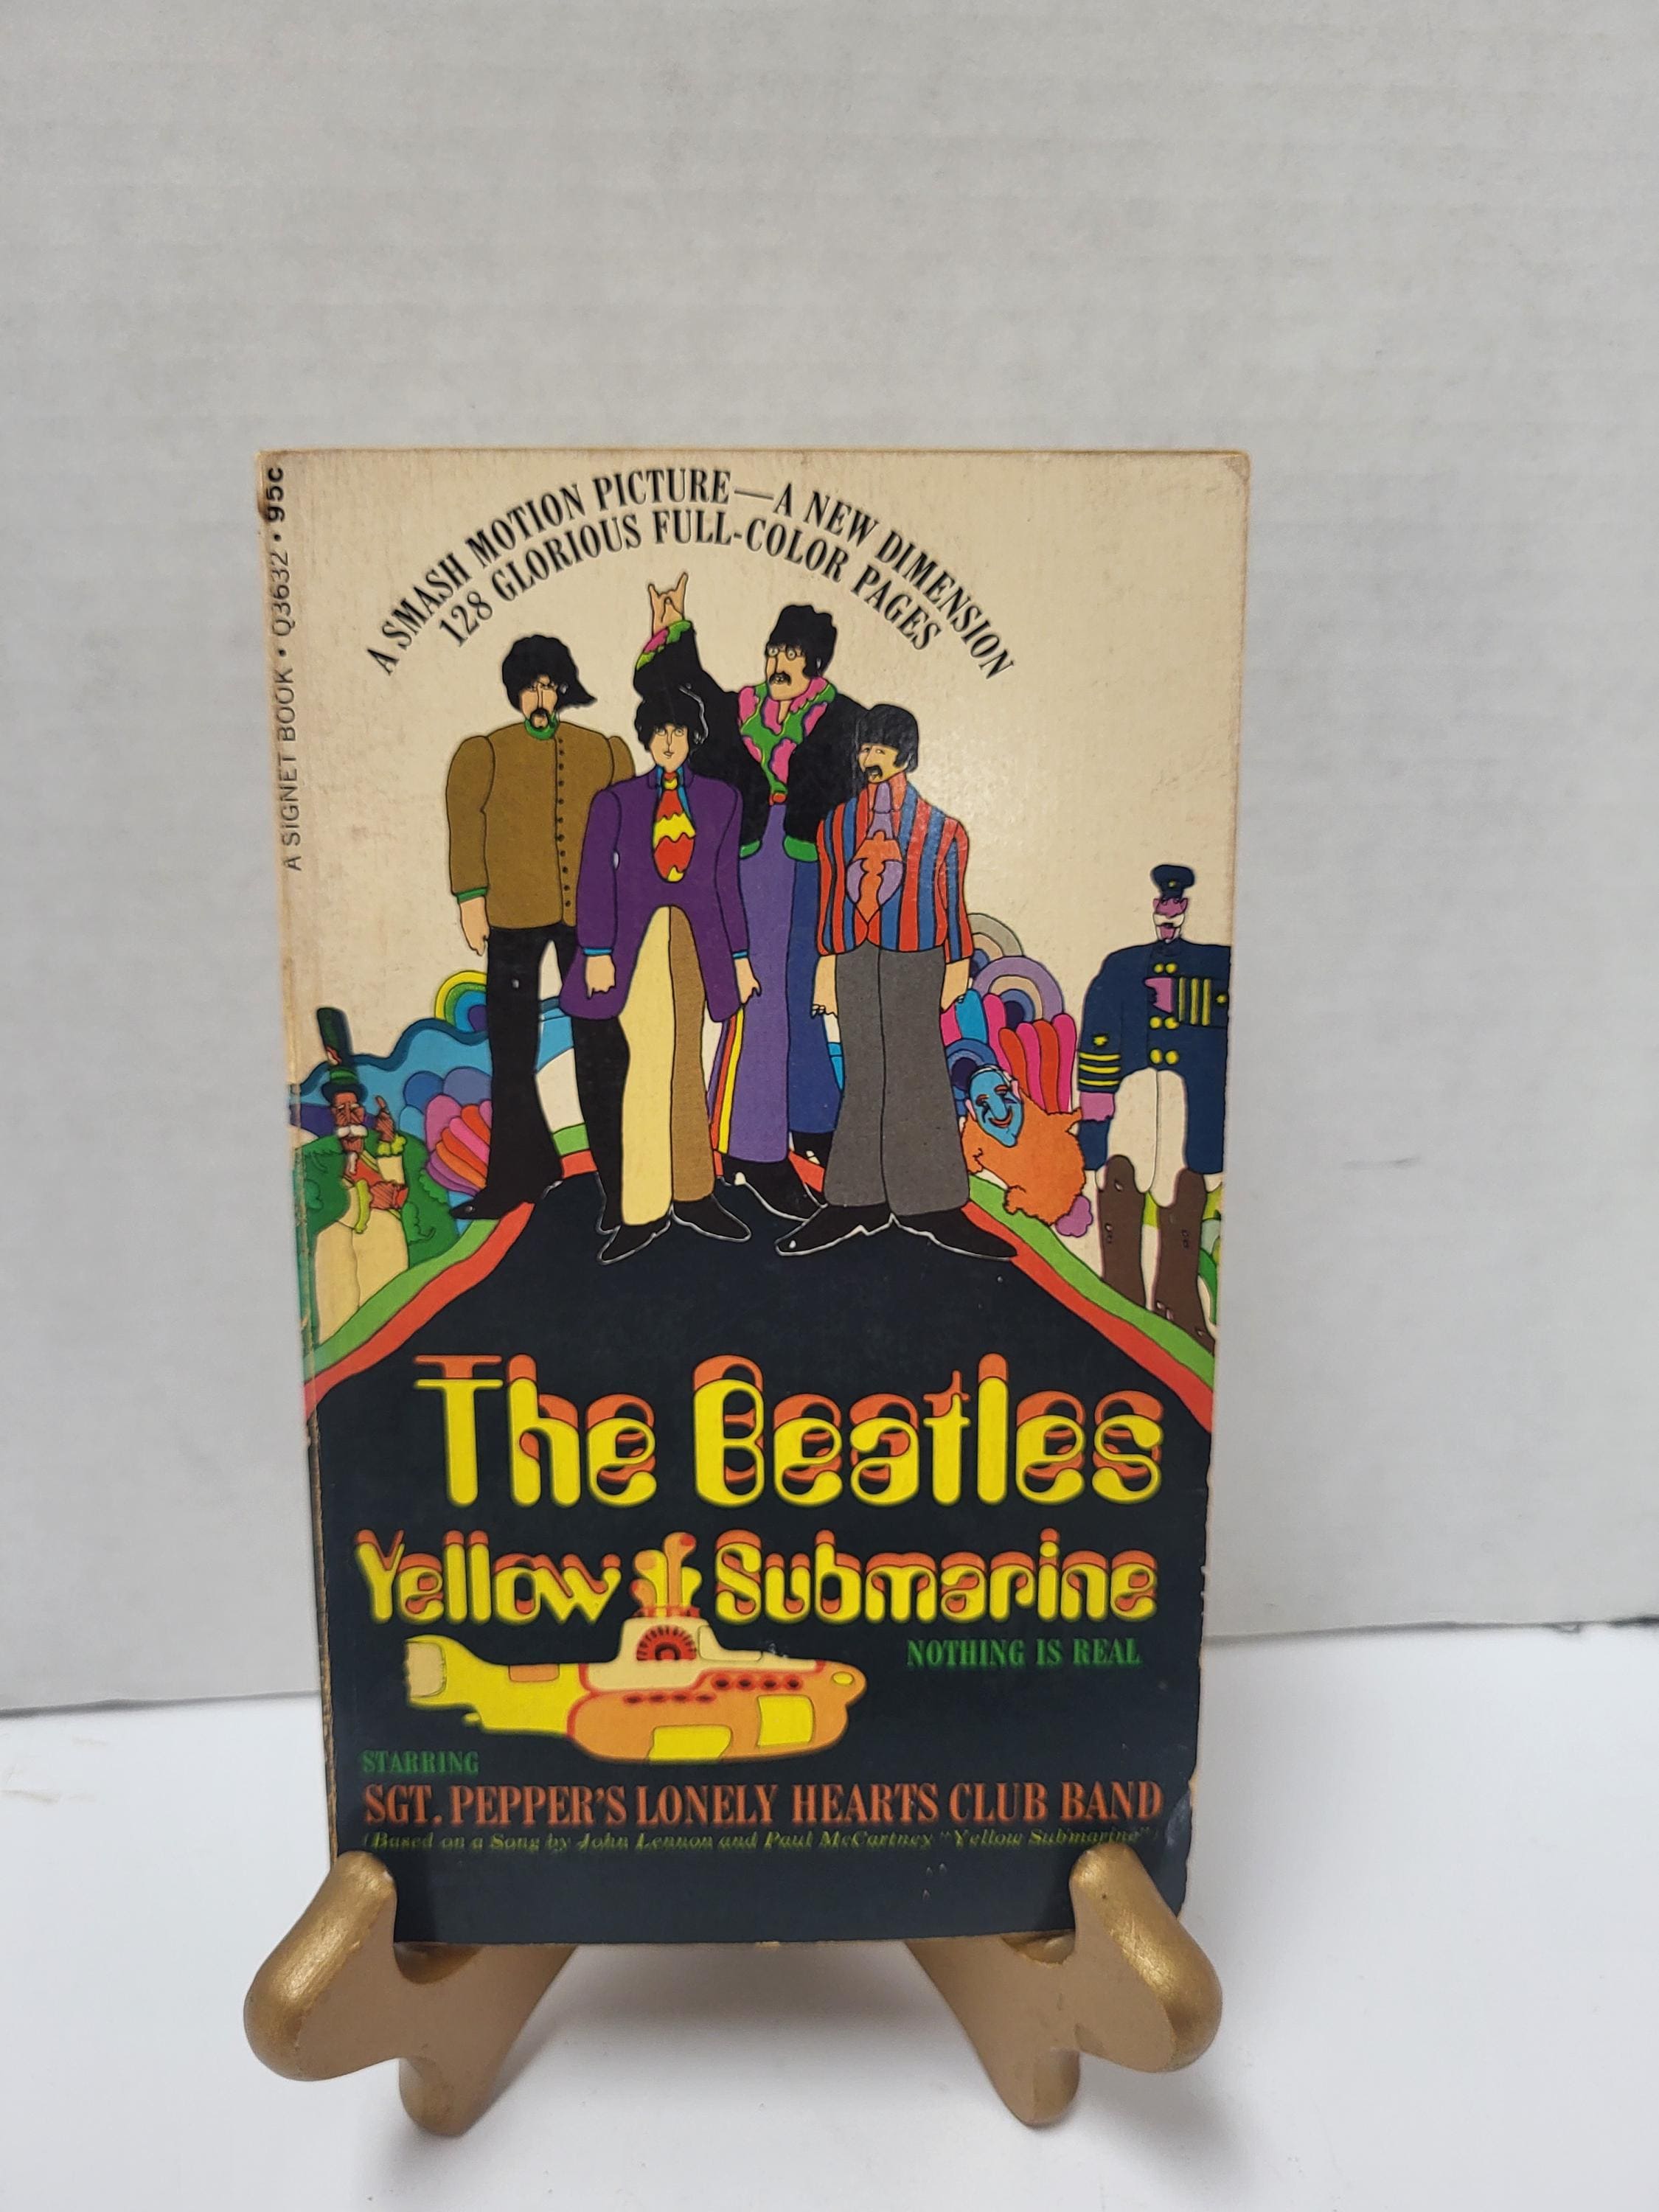 A SIGNET BOOK • Q3632 • 95c
A SMASH MOTION PICTURE—A NEW DIMENSION
128 GLORIOUS FULL-COLOR PAGES
The Beatles
Yellow Submarine
NOTHING IS REAL
STARRING
SGT. PEPPER'S LONELY HEARTS CLUB BAND
(Based on a Song by John Lennon and Paul McCartney "Yellow Submarine")